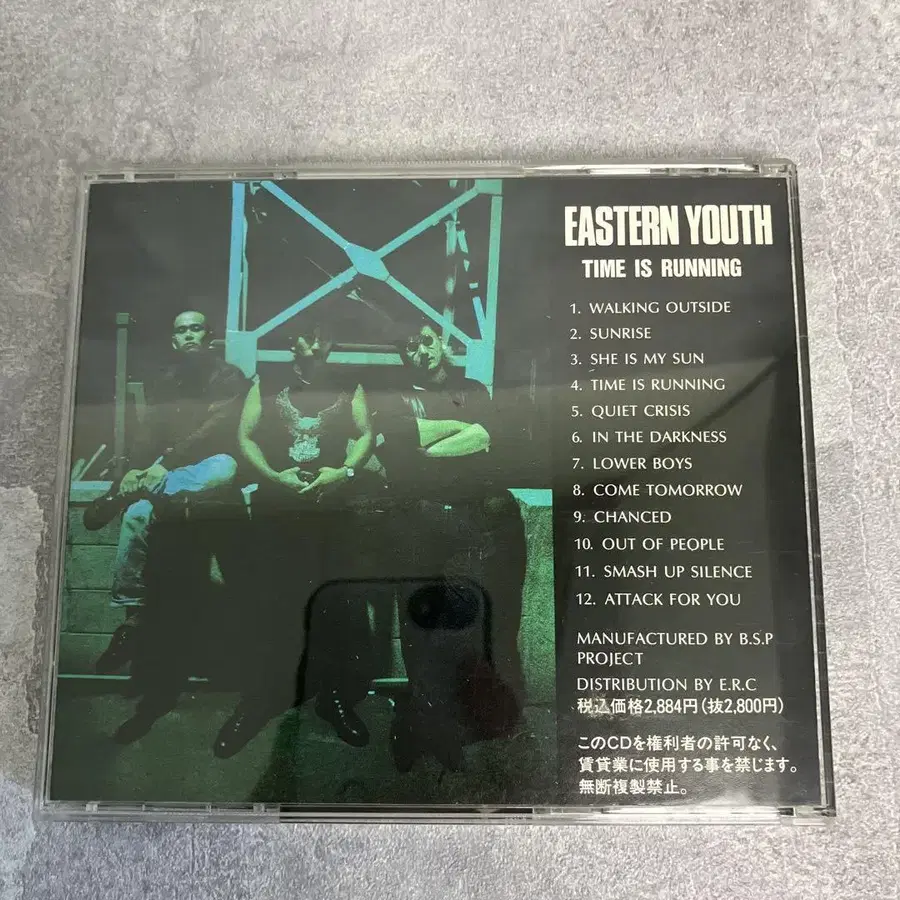 EASTERN YOUTH
TIME IS RUNNING
1. WALKING OUTSIDE
2. SUNRISE
3. SHE IS MY SUN
4. TIME IS RUNNING
5. QUIET CRISIS
6. IN THE DARKNESS
7. LOWER BOYS
8. COME TOMORROW
9. CHANCED
10. OUT OF PEOPLE
11. SMASH UP SILENCE
12. ATTACK FOR YOU
MANUFACTURED BY B.S.P
PROJECT
DISTRIBUTION BY E.R.C
税込価格2,884円(抜2,800円)
このCDを権利者の許可なく、
賃貸業に使用する事を禁じます。
無断複製禁止。